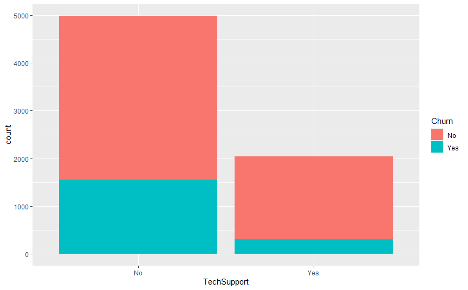 5000
4000
3000
2000
1000
0
count
No
Yes
TechSupport
Churn
No
Yes